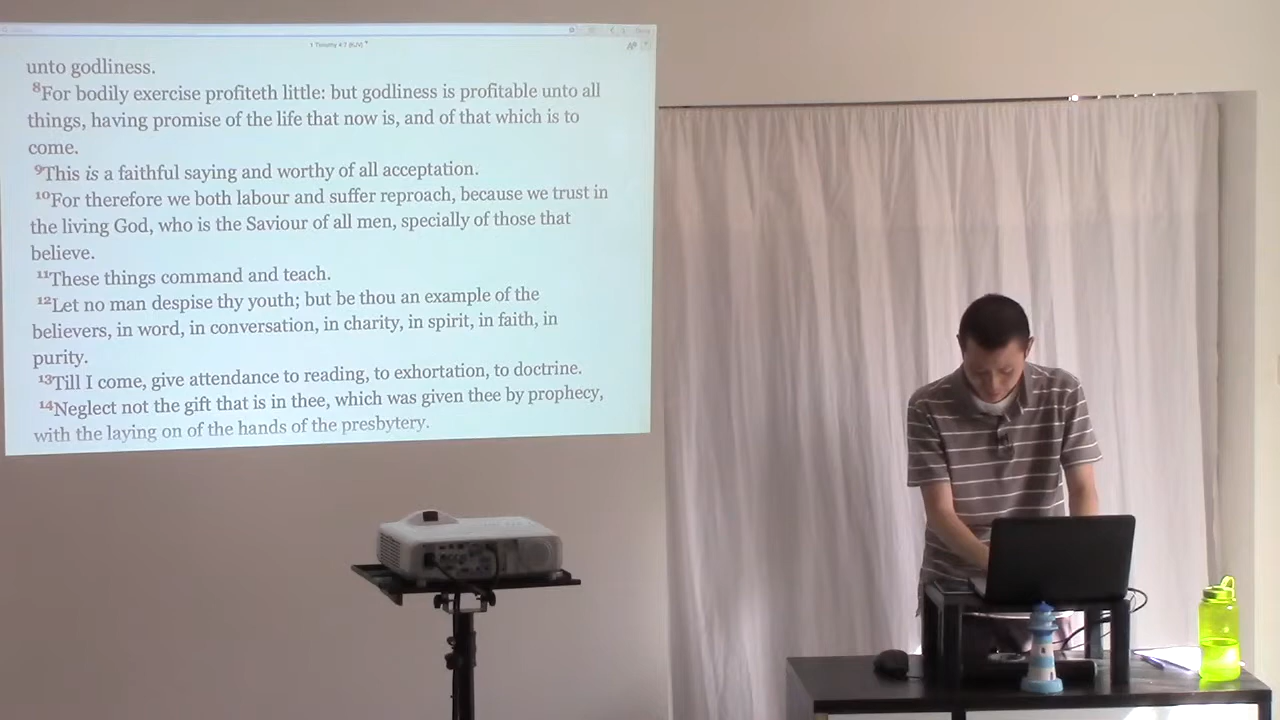 1 Timothy 4:7 (KJV)
unto godliness.
8For bodily exercise profiteth little: but godliness is profitable unto all
things, having promise of the life that now is, and of that which is to
come.
9This is a faithful saying and worthy of all acceptation.
10For therefore we both labour and suffer reproach, because we trust in
the living God, who is the Saviour of all men, specially of those that
believe.
11These things command and teach.
12Let no man despise thy youth; but be thou an example of the
believers, in word, in conversation, in charity, in spirit, in faith, in
purity.
13Till I come, give attendance to reading, to exhortation, to doctrine.
14Neglect not the gift that is in thee, which was given thee by prophecy,
with the laying on of the hands of the presbytery.